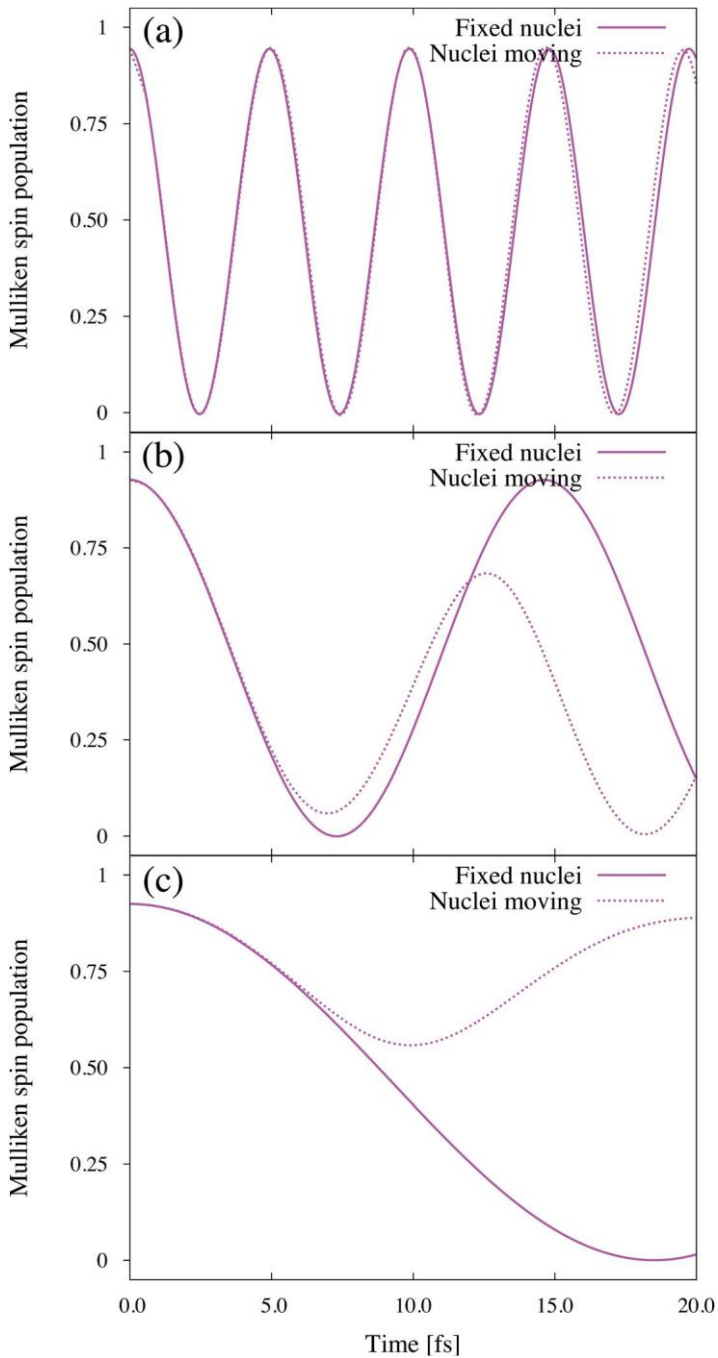 (a)
Fixed nuclei
Nuclei moving
1
0.75
0.50
0.25
0
Mulliken spin population
(b)
Fixed nuclei
Nuclei moving
1
0.75
0.50
0.25
0
Mulliken spin population
(c)
Fixed nuclei
Nuclei moving
1
0.75
0.50
0.25
0
Mulliken spin population
0.0 5.0 10.0 15.0 20.0
Time [fs]